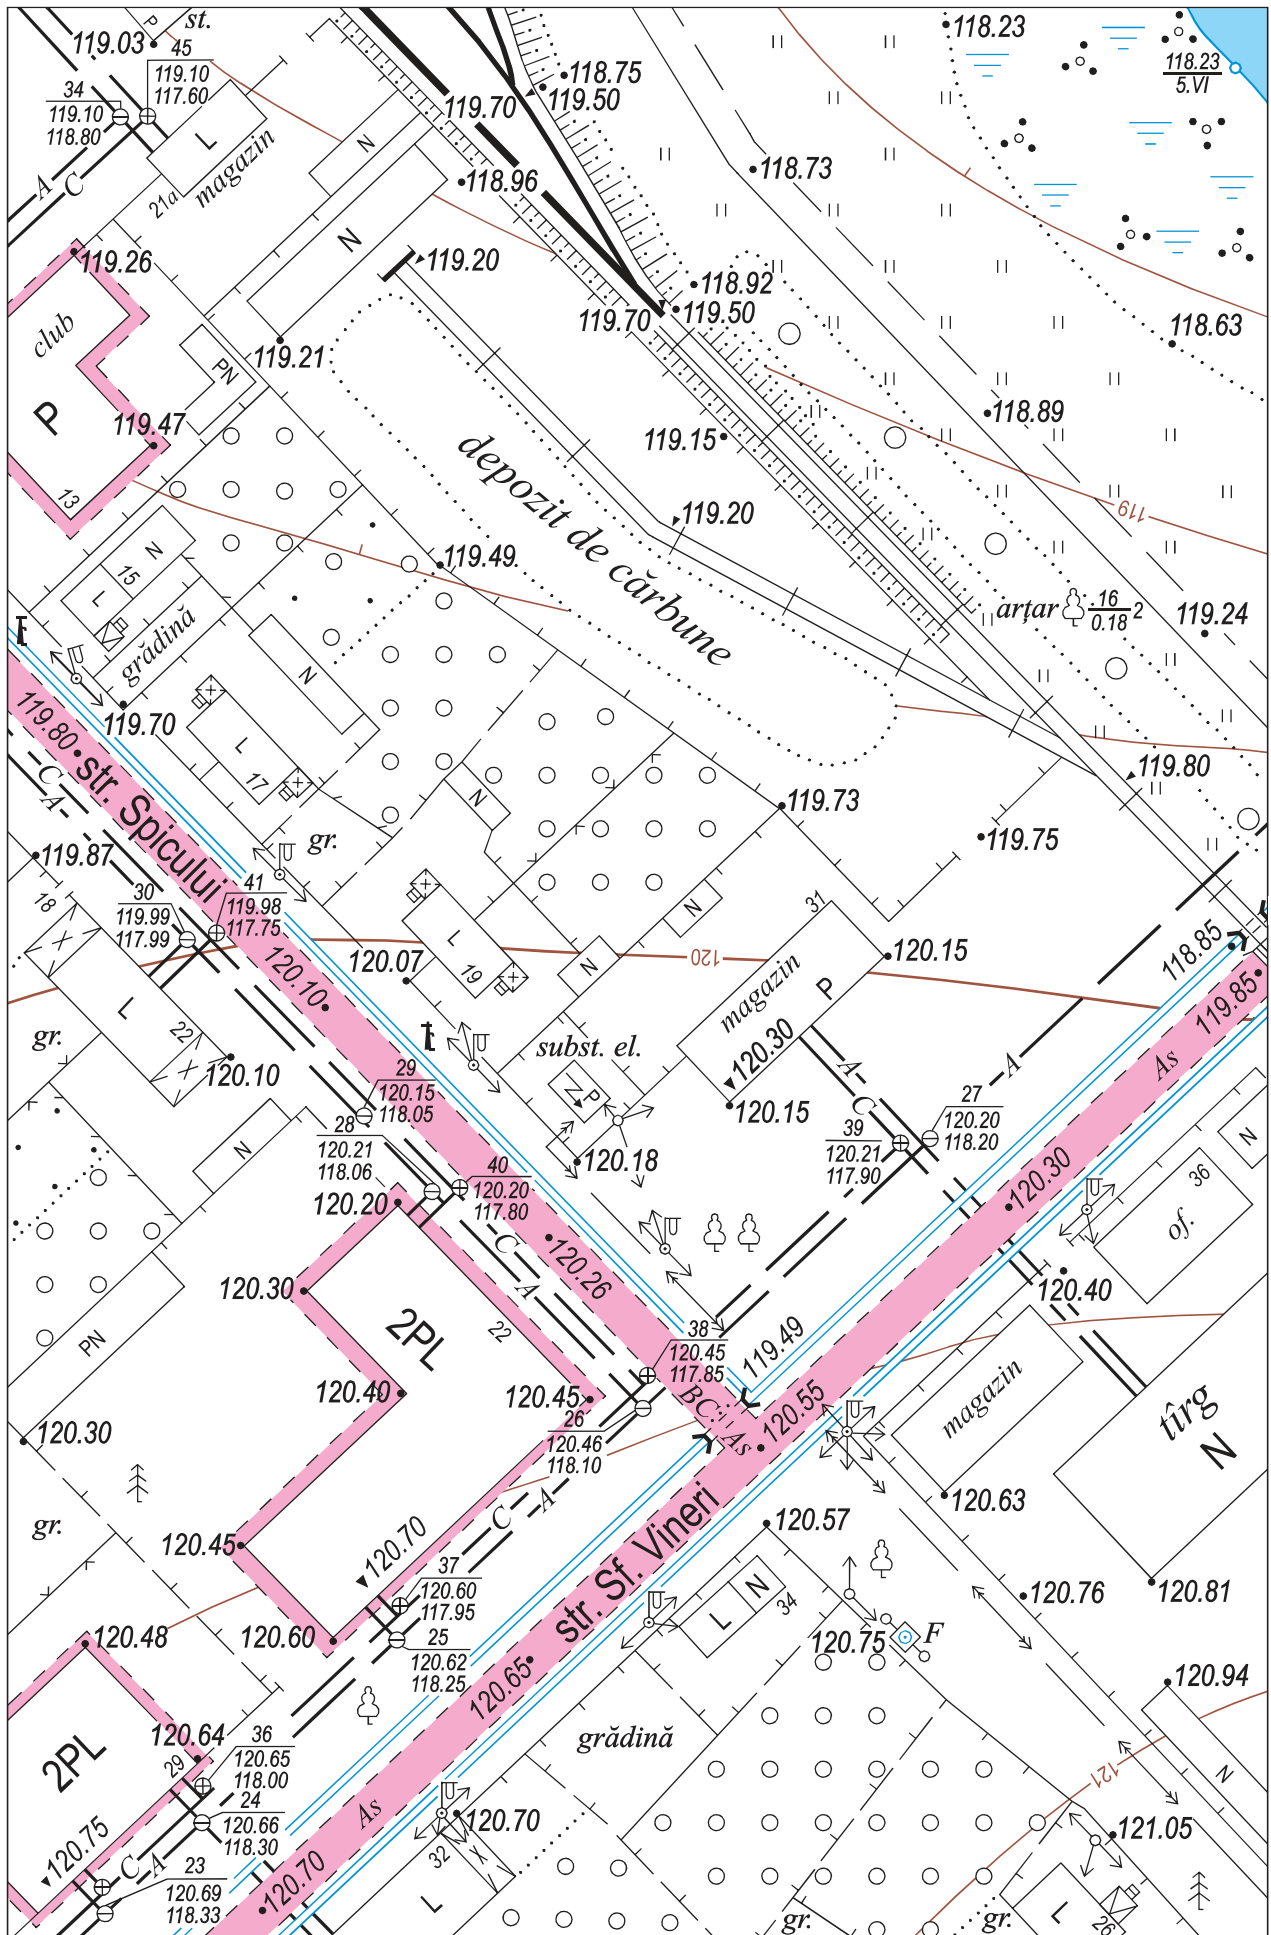 st.
P
119.03
45
119.10
117.60
34
119.10
118.80
118.23
118.23
5.VI
118.75
119.50
119.70
L
magazin
21a
A
C
N
118.96
118.73
N
119.26
119.20
118.92
119.50
119.70
118.63
club
P
119.21
PN
119.47
118.89
119.15
13
depozit de cărbune
119.20
119
119.49
N
15
L
grădină
N
arțar 16
0.18 2
119.24
119.80
119.70
L
17
N
119.80
str. Spicului
C
A
gr.
119.73
119.75
119.87
18
30
119.99
117.99
41
119.98
117.75
L
19
N
N
31
120.07
120
120.15
118.85
119.85
120.10
magazin
P
L
22
gr.
120.10
subst. el.
P
120.30
120.15
A
C
A
As
29
120.15
118.05
28
120.21
118.06
40
120.20
117.80
27
120.20
118.20
39
120.21
117.90
N
120.18
N
36
of.
120.20
120.30
C
A
120.26
120.30
120.40
2PL
22
PN
38
120.45
117.85
119.49
120.40
120.45
BC:
As
120.55
magazin
tîrg
N
120.30
26
120.46
118.10
C
A
120.63
gr.
120.45
120.70
str. Sf. Vineri
120.57
37
120.60
117.95
120.76
120.81
L
N
34
120.60
25
120.62
118.25
120.75
F
120.48
120.65
120.94
2PL
120.64
29
36
120.65
118.00
grădină
N
121
24
120.66
118.30
As
120.75
C
A
120.70
32
121.05
23
120.69
118.33
120.70
L
gr.
gr.
L
26